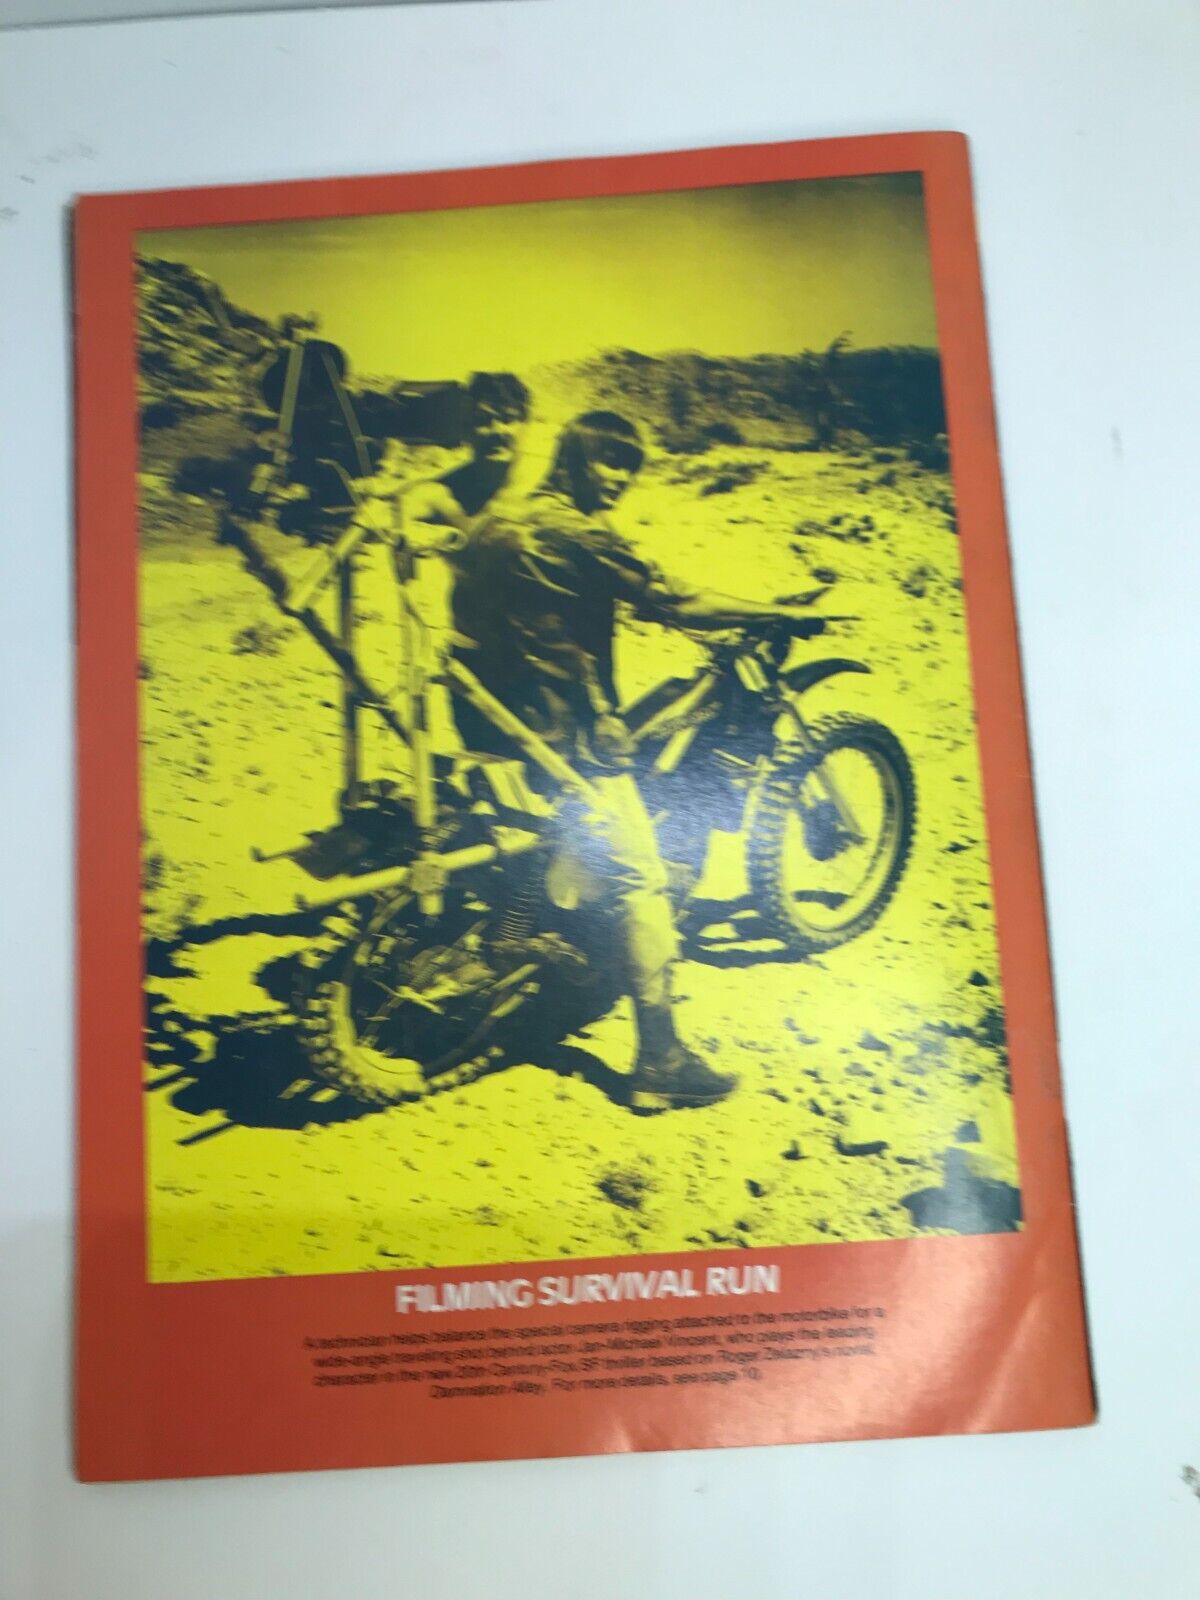 FILMING SURVIVAL RUN
A technician helps balance the special camera rigging attached to the motorbike for a
wide-angle traveling shot behind actor Jan-Michael Vincent, who plays the leading
character in the new 20th Century-Fox SF thriller based on Roger Zelazny's novel,
Damnation Alley. For more details, see page 10.